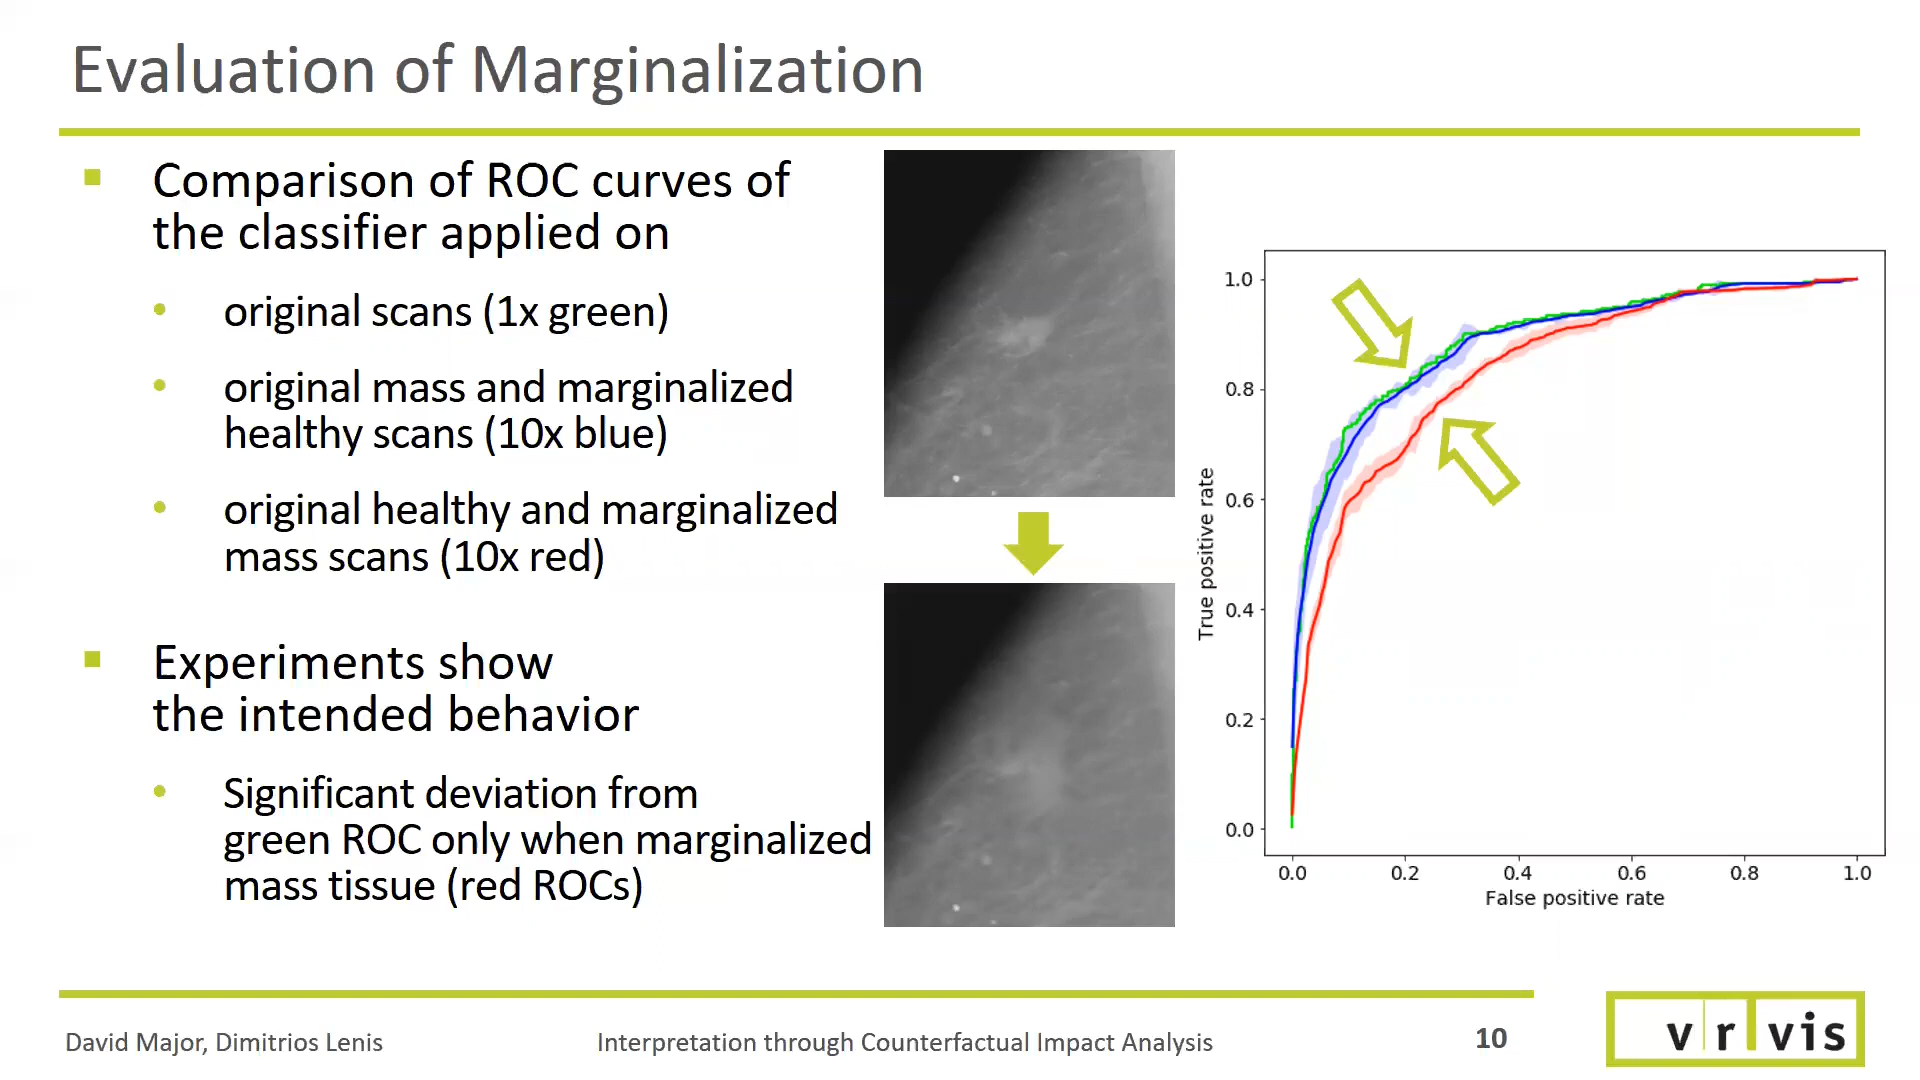 Evaluation of Marginalization
Comparison of ROC curves of
the classifier applied on
original scans (1x green)
original mass and marginalized
healthy scans (10x blue)
original healthy and marginalized
mass scans (10x red)
Experiments show
the intended behavior
Significant deviation from
green ROC only when marginalized
mass tissue (red ROCs)
True positive rate
1.0
0.8
0.6
0.4
0.2
0.0
0.0 0.2 0.4 0.6 0.8 1.0
False positive rate
David Major, Dimitrios Lenis
Interpretation through Counterfactual Impact Analysis
10
vrvis